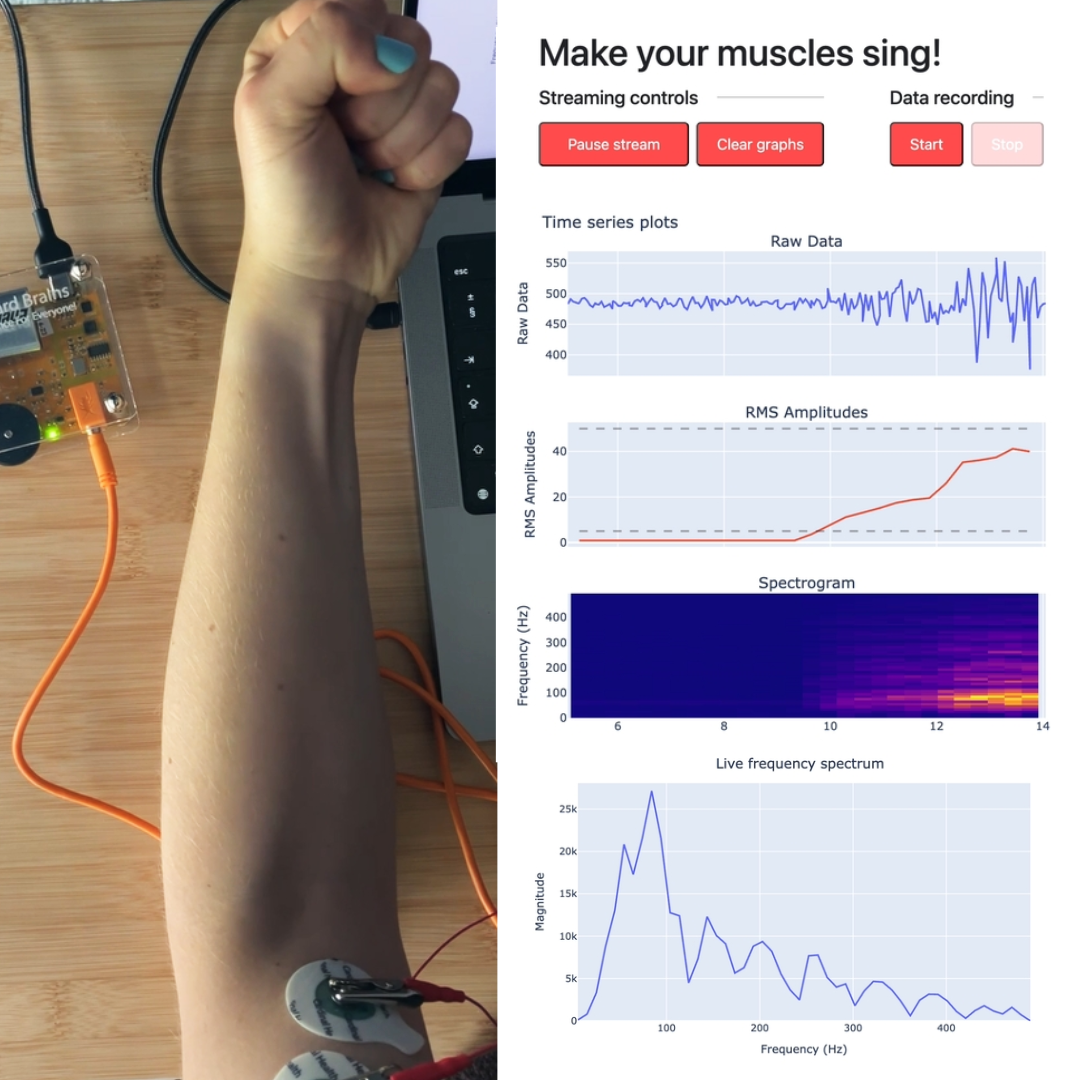 ard Brains
nce for Everyone!
esc
±
§
Make your muscles sing!
Streaming controls
Data recording
Pause stream
Clear graphs
Start
Stop
Time series plots
Raw Data
Raw Data
550
500
450
400
RMS Amplitudes
RMS Amplitudes
40
20
0
Spectrogram
Frequency (Hz)
400
300
200
100
0
6
8
10
12
14
Live frequency spectrum
Magnitude
25k
20k
15k
10k
5k
0
100
200
300
400
Frequency (Hz)